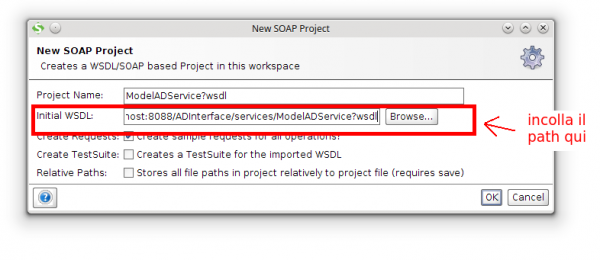 New SOAP Project
New SOAP Project
Creates a WSDL/SOAP based Project in this workspace
Project Name: ModelADService?wsdl
Initial WSDL: host:8088/ADInterface/services/ModelADService?wsdl Browse...
incolla il
path qui
Create Requests: Create sample requests for all operations?
Create TestSuite: Creates a TestSuite for the imported WSDL
Relative Paths: Stores all file paths in project relatively to project file (requires save)
? OK Cancel